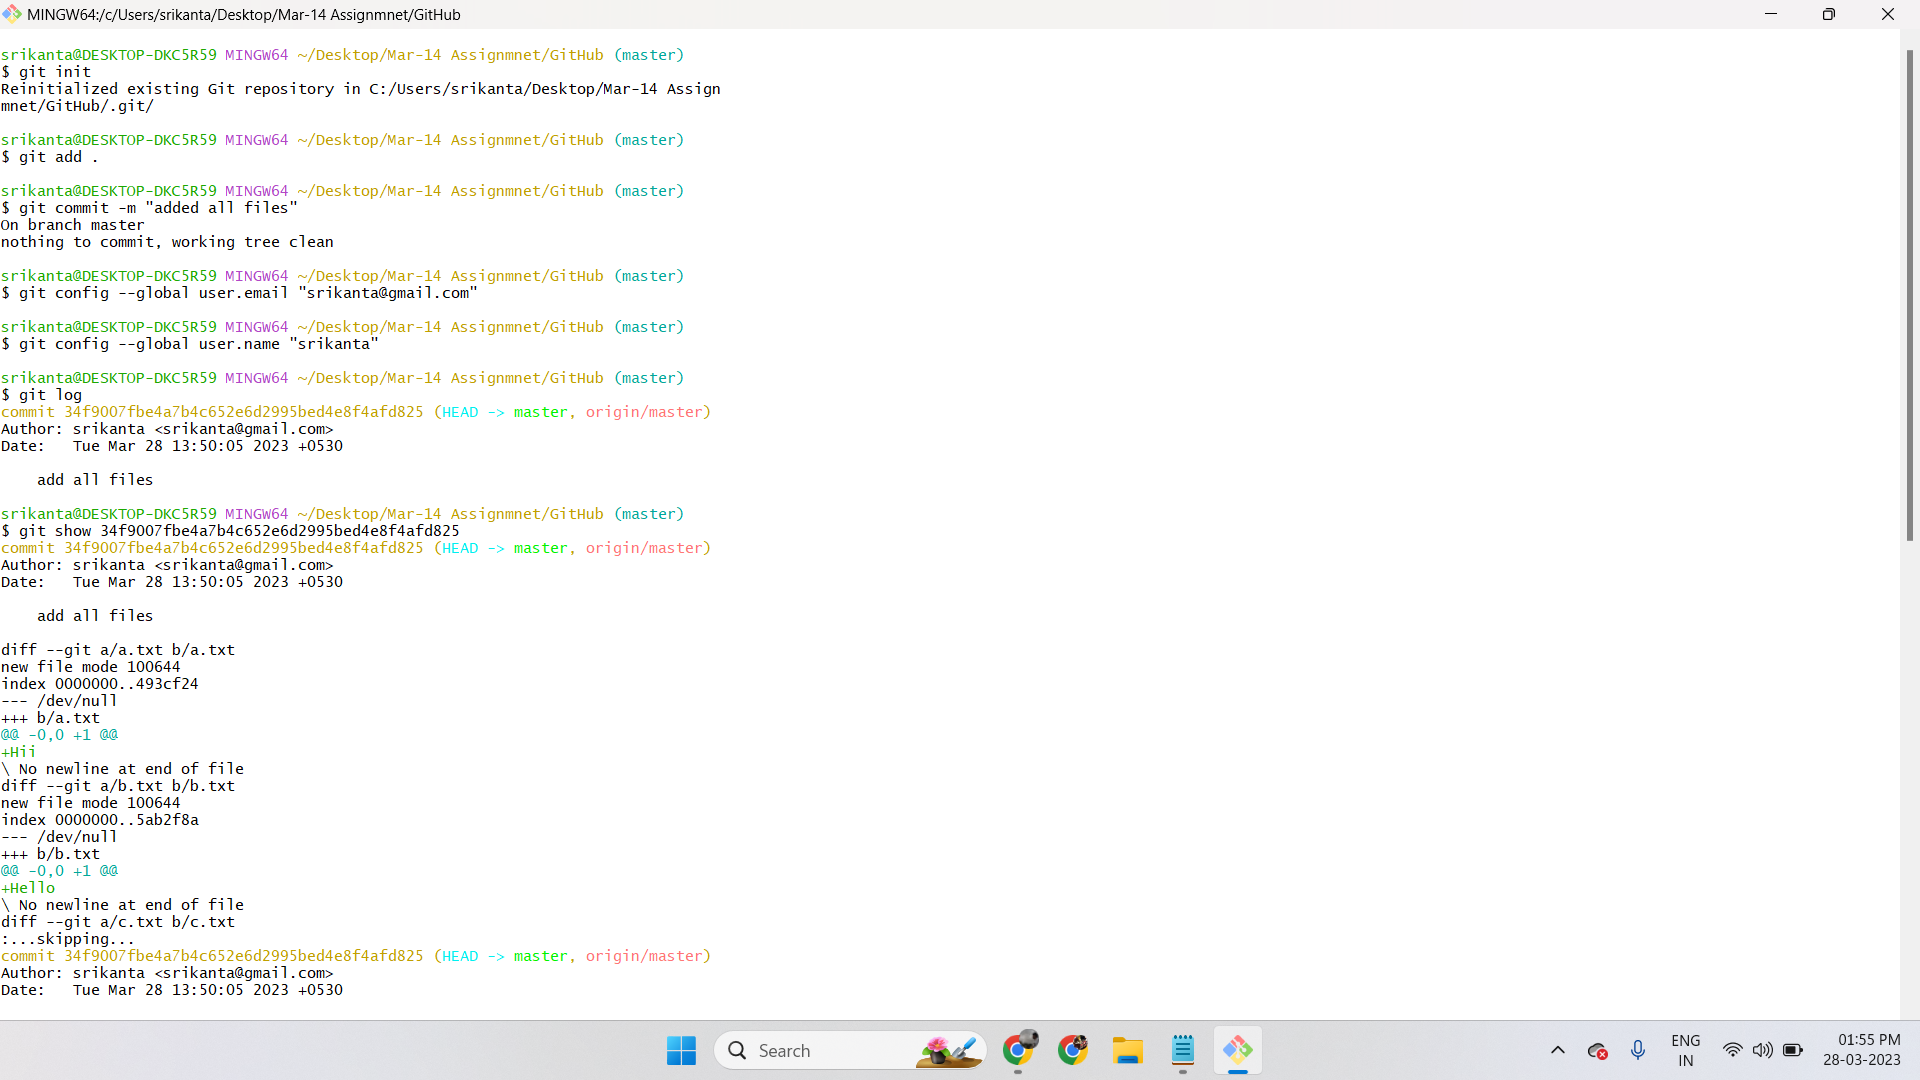 MINGW64:/c/Users/srikanta/Desktop/Mar-14 Assignmnet/GitHub
srikanta@DESKTOP-DKC5R59 MINGW64 ~/Desktop/Mar-14 Assignmnet/GitHub (master)
$ git init
Reinitialized existing Git repository in C:/Users/srikanta/Desktop/Mar-14 Assign
mnet/GitHub/.git/
srikanta@DESKTOP-DKC5R59 MINGW64 ~/Desktop/Mar-14 Assignmnet/GitHub (master)
$ git add .
srikanta@DESKTOP-DKC5R59 MINGW64 ~/Desktop/Mar-14 Assignmnet/GitHub (master)
$ git commit -m "added all files"
On branch master
nothing to commit, working tree clean
srikanta@DESKTOP-DKC5R59 MINGW64 ~/Desktop/Mar-14 Assignmnet/GitHub (master)
$ git config --global user.email "srikanta@gmail.com"
srikanta@DESKTOP-DKC5R59 MINGW64 ~/Desktop/Mar-14 Assignmnet/GitHub (master)
$ git config --global user.name "srikanta"
srikanta@DESKTOP-DKC5R59 MINGW64 ~/Desktop/Mar-14 Assignmnet/GitHub (master)
$ git log
commit 34f9007fbe4a7b4c652e6d2995bed4e8f4afd825 (HEAD -> master, origin/master)
Author: srikanta <srikanta@gmail.com>
Date:   Tue Mar 28 13:50:05 2023 +0530
    add all files
srikanta@DESKTOP-DKC5R59 MINGW64 ~/Desktop/Mar-14 Assignmnet/GitHub (master)
$ git show 34f9007fbe4a7b4c652e6d2995bed4e8f4afd825
commit 34f9007fbe4a7b4c652e6d2995bed4e8f4afd825 (HEAD -> master, origin/master)
Author: srikanta <srikanta@gmail.com>
Date:   Tue Mar 28 13:50:05 2023 +0530
    add all files
diff --git a/a.txt b/a.txt
new file mode 100644
index 0000000..493cf24
--- /dev/null
+++ b/a.txt
@@ -0,0 +1 @@
+Hii
\ No newline at end of file
diff --git a/b.txt b/b.txt
new file mode 100644
index 0000000..5ab2f8a
--- /dev/null
+++ b/b.txt
@@ -0,0 +1 @@
+Hello
\ No newline at end of file
diff --git a/c.txt b/c.txt
:...skipping...
commit 34f9007fbe4a7b4c652e6d2995bed4e8f4afd825 (HEAD -> master, origin/master)
Author: srikanta <srikanta@gmail.com>
Date:   Tue Mar 28 13:50:05 2023 +0530
Search
ENG
IN
01:55 PM
28-03-2023